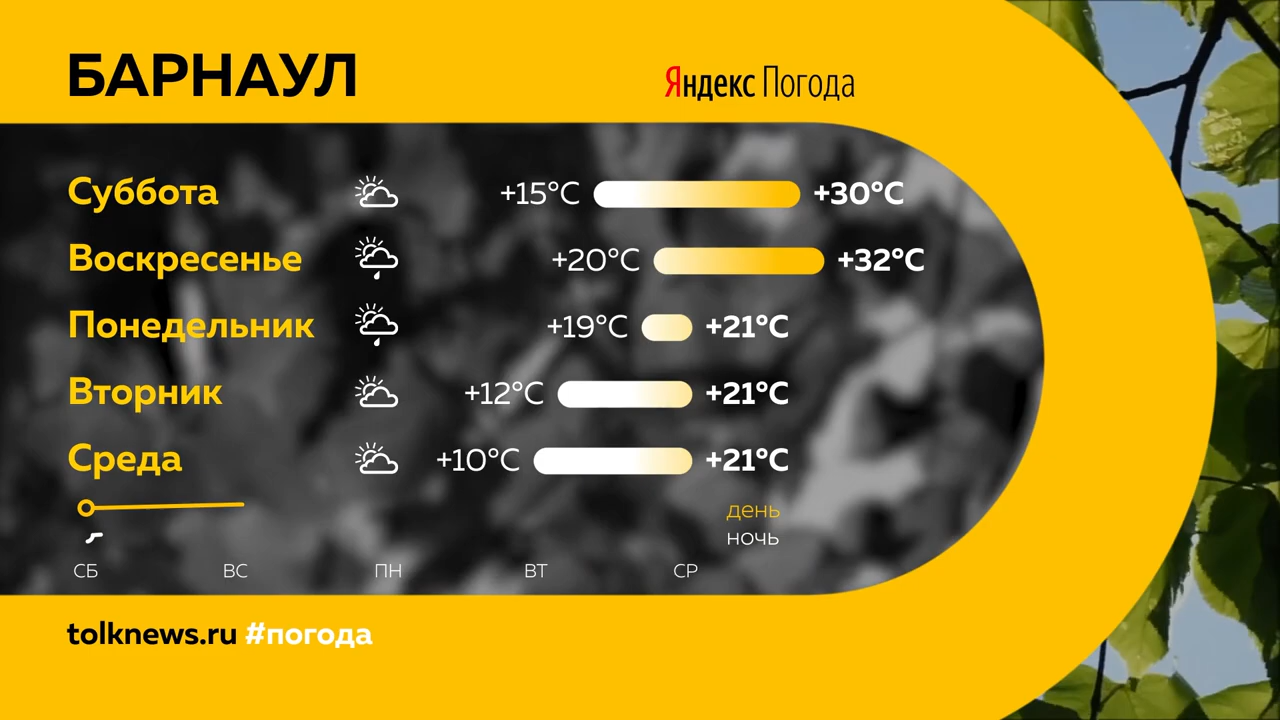 БАРНАУЛ
Яндекс Погода
Суббота +15°C +30°C
Воскресенье +20°C +32°C
Понедельник +19°C +21°C
Вторник +12°C +21°C
Среда +10°C +21°C
день
ночь
СБ ВС ПН ВТ СР
tolknews.ru #погода